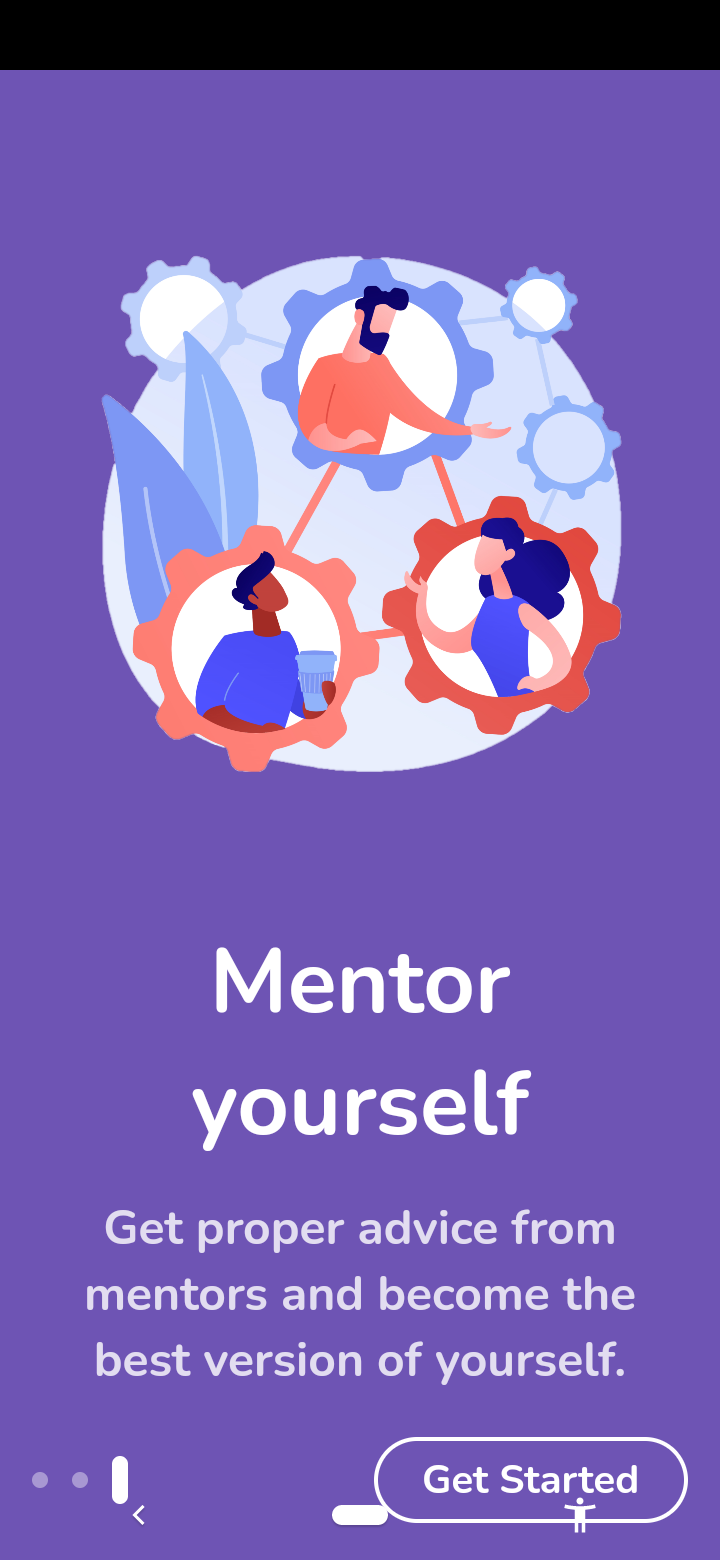 Mentor
yourself
Get proper advice from
mentors and become the
best version of yourself.
Get Started